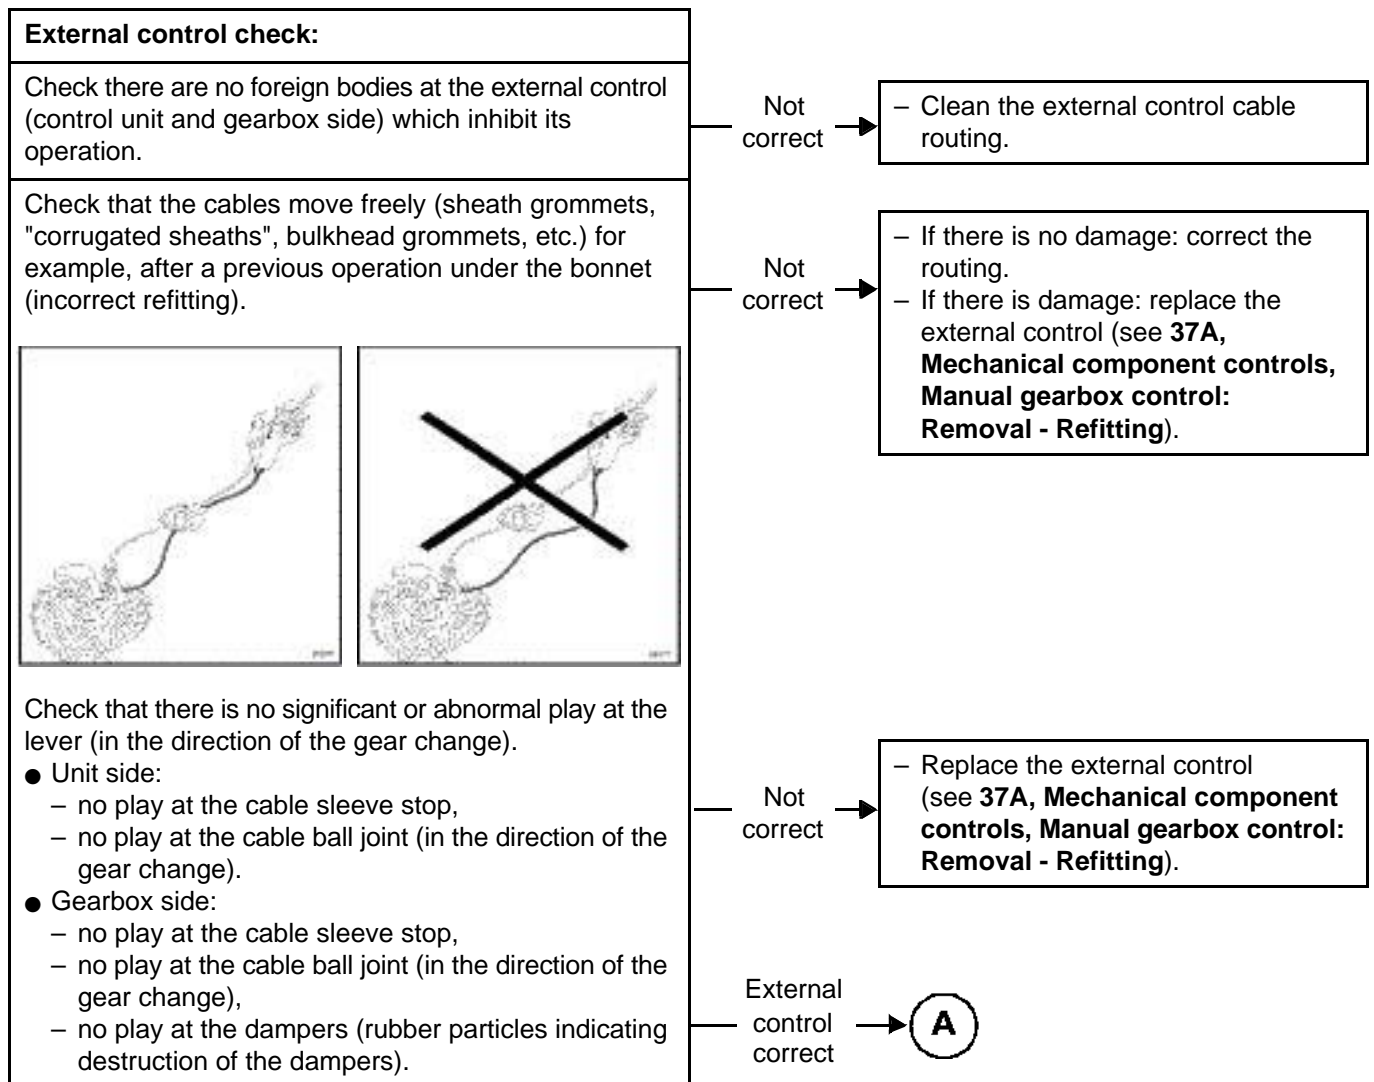 External control check:
Check there are no foreign bodies at the external control
(control unit and gearbox side) which inhibit its
operation.
Not
correct
– Clean the external control cable
routing.
Check that the cables move freely (sheath grommets,
"corrugated sheaths", bulkhead grommets, etc.) for
example, after a previous operation under the bonnet
(incorrect refitting).
Not
correct
– If there is no damage: correct the
routing.
– If there is damage: replace the
external control (see 37A,
Mechanical component controls,
Manual gearbox control:
Removal - Refitting).
Check that there is no significant or abnormal play at the
lever (in the direction of the gear change).
● Unit side:
– no play at the cable sleeve stop,
– no play at the cable ball joint (in the direction of the
gear change).
● Gearbox side:
– no play at the cable sleeve stop,
– no play at the cable ball joint (in the direction of the
gear change),
– no play at the dampers (rubber particles indicating
destruction of the dampers).
Not
correct
– Replace the external control
(see 37A, Mechanical component
controls, Manual gearbox control:
Removal - Refitting).
External
control
correct
A